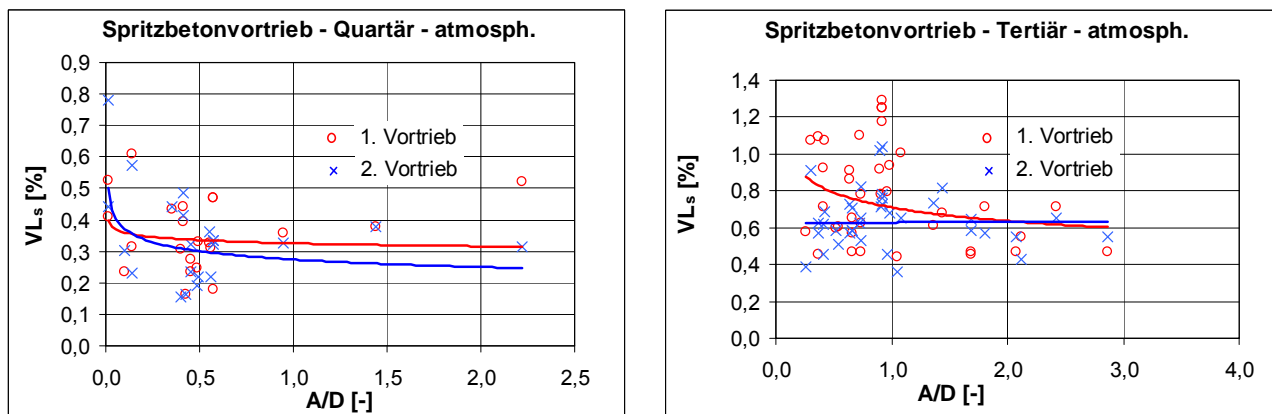 Spritzbetonvortrieb - Quartär - atmosph.
0,9
0,8
0,7
0,6
0,5
0,4
0,3
0,2
0,1
0,0
VLs [%]
1. Vortrieb
2. Vortrieb
0,0 0,5 1,0 1,5 2,0 2,5
A/D [-]
Spritzbetonvortrieb - Tertiär - atmosph.
1,4
1,2
1,0
0,8
0,6
0,4
0,2
0,0
VLs [%]
1. Vortrieb
2. Vortrieb
0,0 1,0 2,0 3,0 4,0
A/D [-]